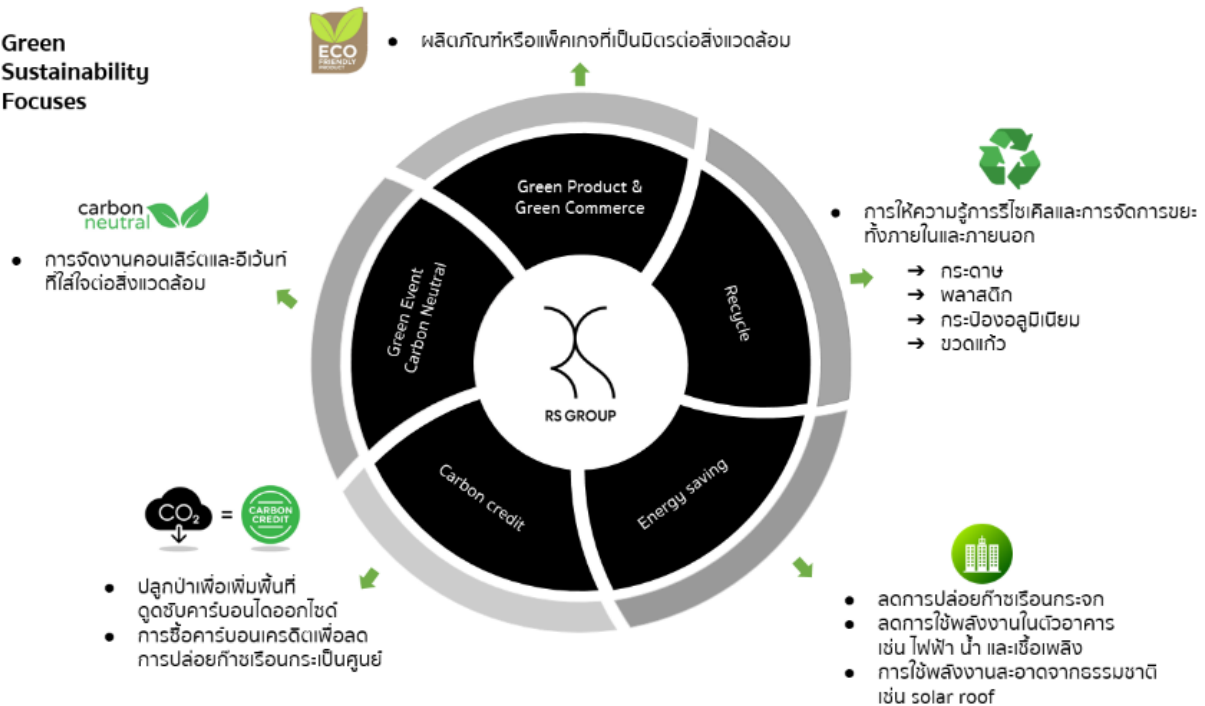 Green
Sustainability
Focuses
ECO
FRIENDLY
PRODUCT
● ผลิตภัณฑ์หรือแพ็คเกจที่เป็นมิตรต่อสิ่งแวดล้อม
Green Product &
Green Commerce
● การให้ความรู้การรีไซเคิลและการจัดการขยะ
ทั้งภายในและภายนอก
➔ กระดาษ
➔ พลาสติก
➔ กระป๋องอลูมิเนียม
➔ ขวดแก้ว
Recycle
carbon
neutral
● การจัดงานคอนเสิร์ตและอีเว้นท์
ที่ใส่ใจต่อสิ่งแวดล้อม
Green Event
Carbon Neutral
RS GROUP
Carbon credit
Energy saving
CO₂ = CARBON
CREDIT
● ปลูกป่าเพื่อเพิ่มพื้นที่
ดูดซับคาร์บอนไดออกไซด์
● การซื้อคาร์บอนเครดิตเพื่อลด
การปล่อยก๊าซเรือนกระเป็นศูนย์
● ลดการปล่อยก๊าซเรือนกระจก
● ลดการใช้พลังงานในตัวอาคาร
เช่น ไฟฟ้า น้ำ และเชื้อเพลิง
● การใช้พลังงานสะอาดจากธรรมชาติ
เช่น solar roof